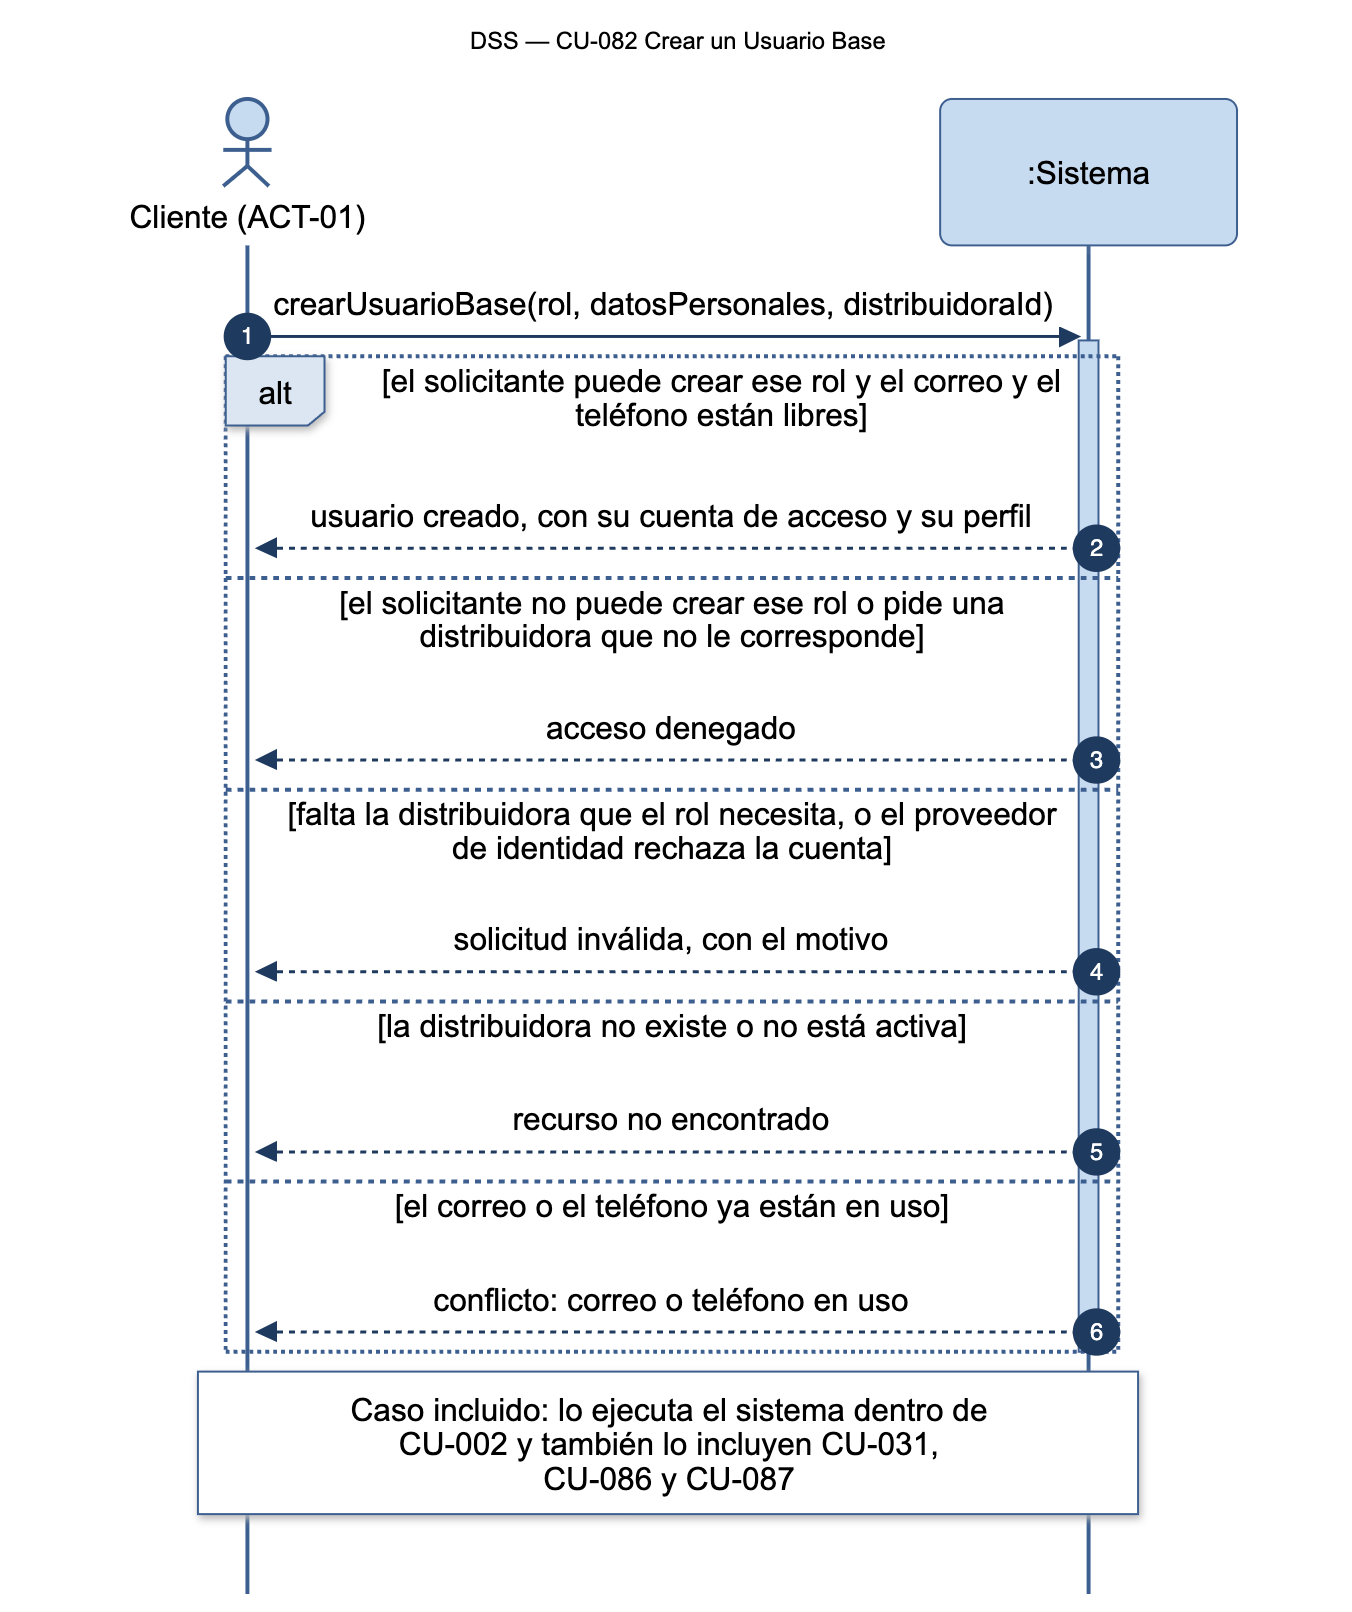 DSS — CU-082 Crear un Usuario Base
Cliente (ACT-01)
:Sistema
crearUsuarioBase(rol, datosPersonales, distribuidoraId)
1
alt
[el solicitante puede crear ese rol y el correo y el
teléfono están libres]
usuario creado, con su cuenta de acceso y su perfil
2
[el solicitante no puede crear ese rol o pide una
distribuidora que no le corresponde]
acceso denegado
3
[falta la distribuidora que el rol necesita, o el proveedor
de identidad rechaza la cuenta]
solicitud inválida, con el motivo
4
[la distribuidora no existe o no está activa]
recurso no encontrado
5
[el correo o el teléfono ya están en uso]
conflicto: correo o teléfono en uso
6
Caso incluido: lo ejecuta el sistema dentro de
CU-002 y también lo incluyen CU-031,
CU-086 y CU-087